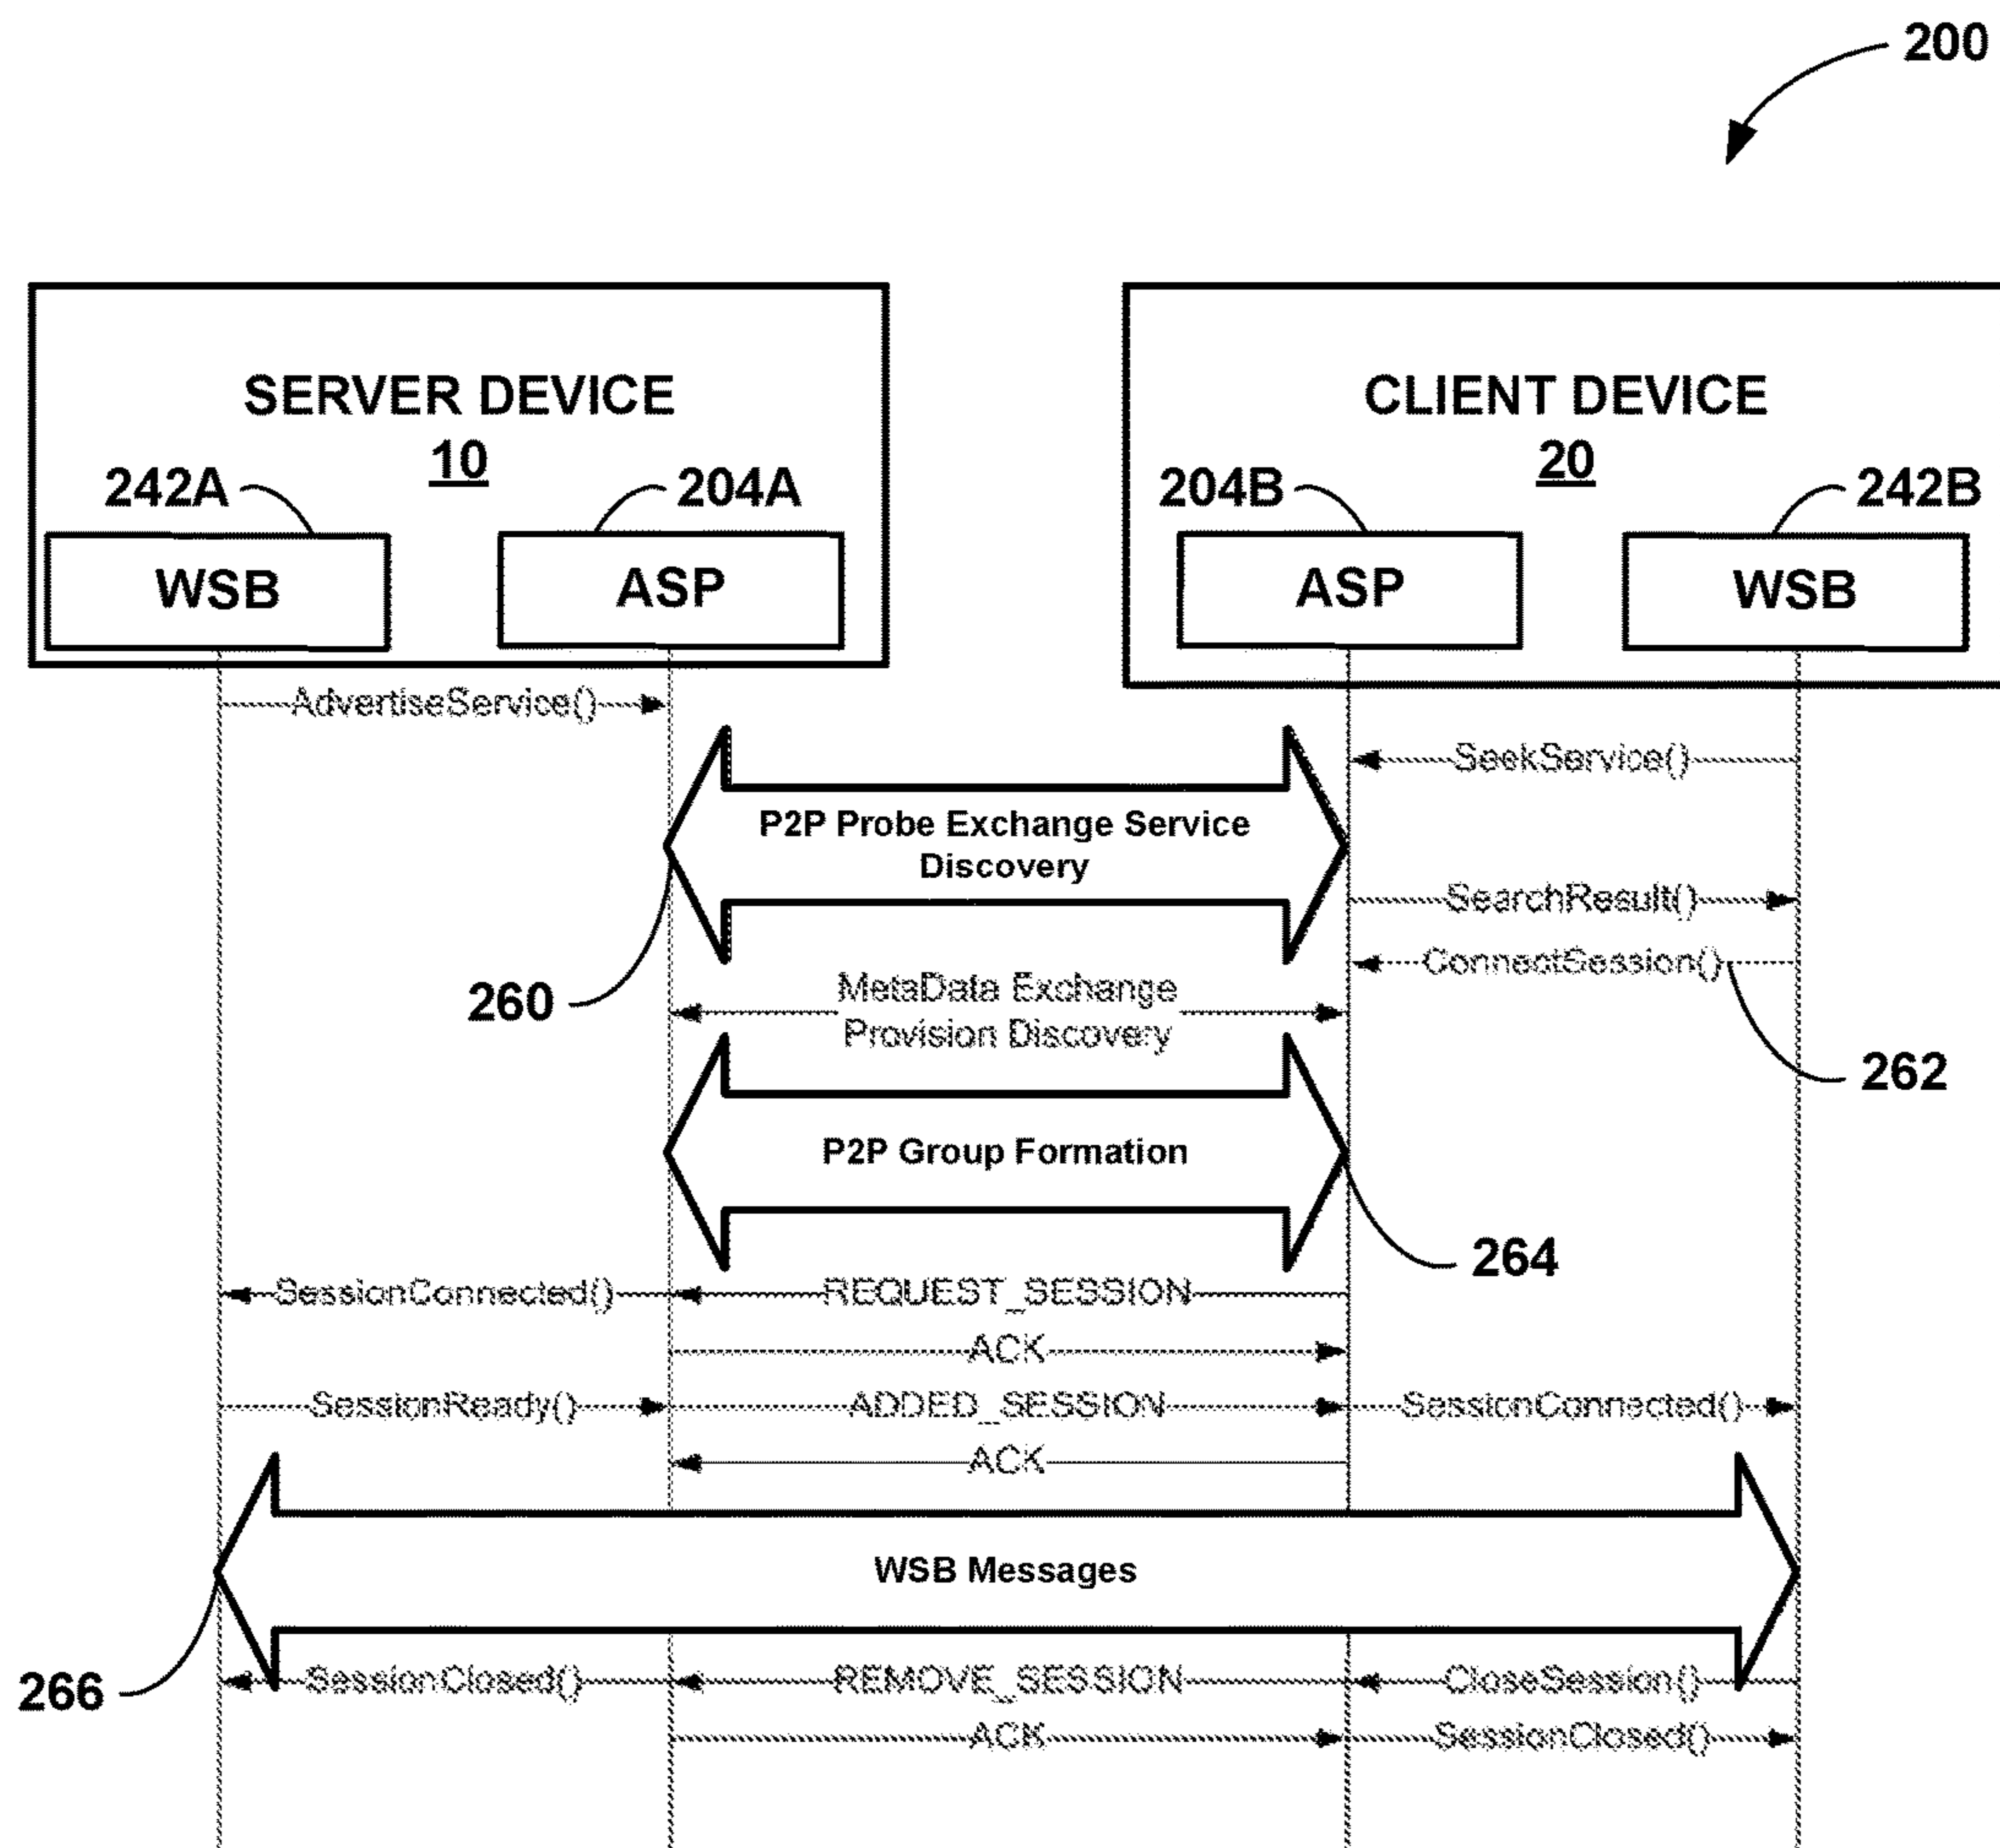 200
SERVER DEVICE
10
CLIENT DEVICE
20
242A
204A
204B
242B
WSB
ASP
ASP
WSB
AdvertiseService()
SeekService()
P2P Probe Exchange Service
Discovery
SearchResult()
ConnectSession()
260
MetaData Exchange
Provision Discovery
262
P2P Group Formation
264
SessionConnected()
REQUEST_SESSION
ACK
SessionReady()
ADDED_SESSION
SessionConnected()
ACK
WSB Messages
266
SessionClosed()
REMOVE_SESSION
CloseSession()
ACK
SessionClosed()